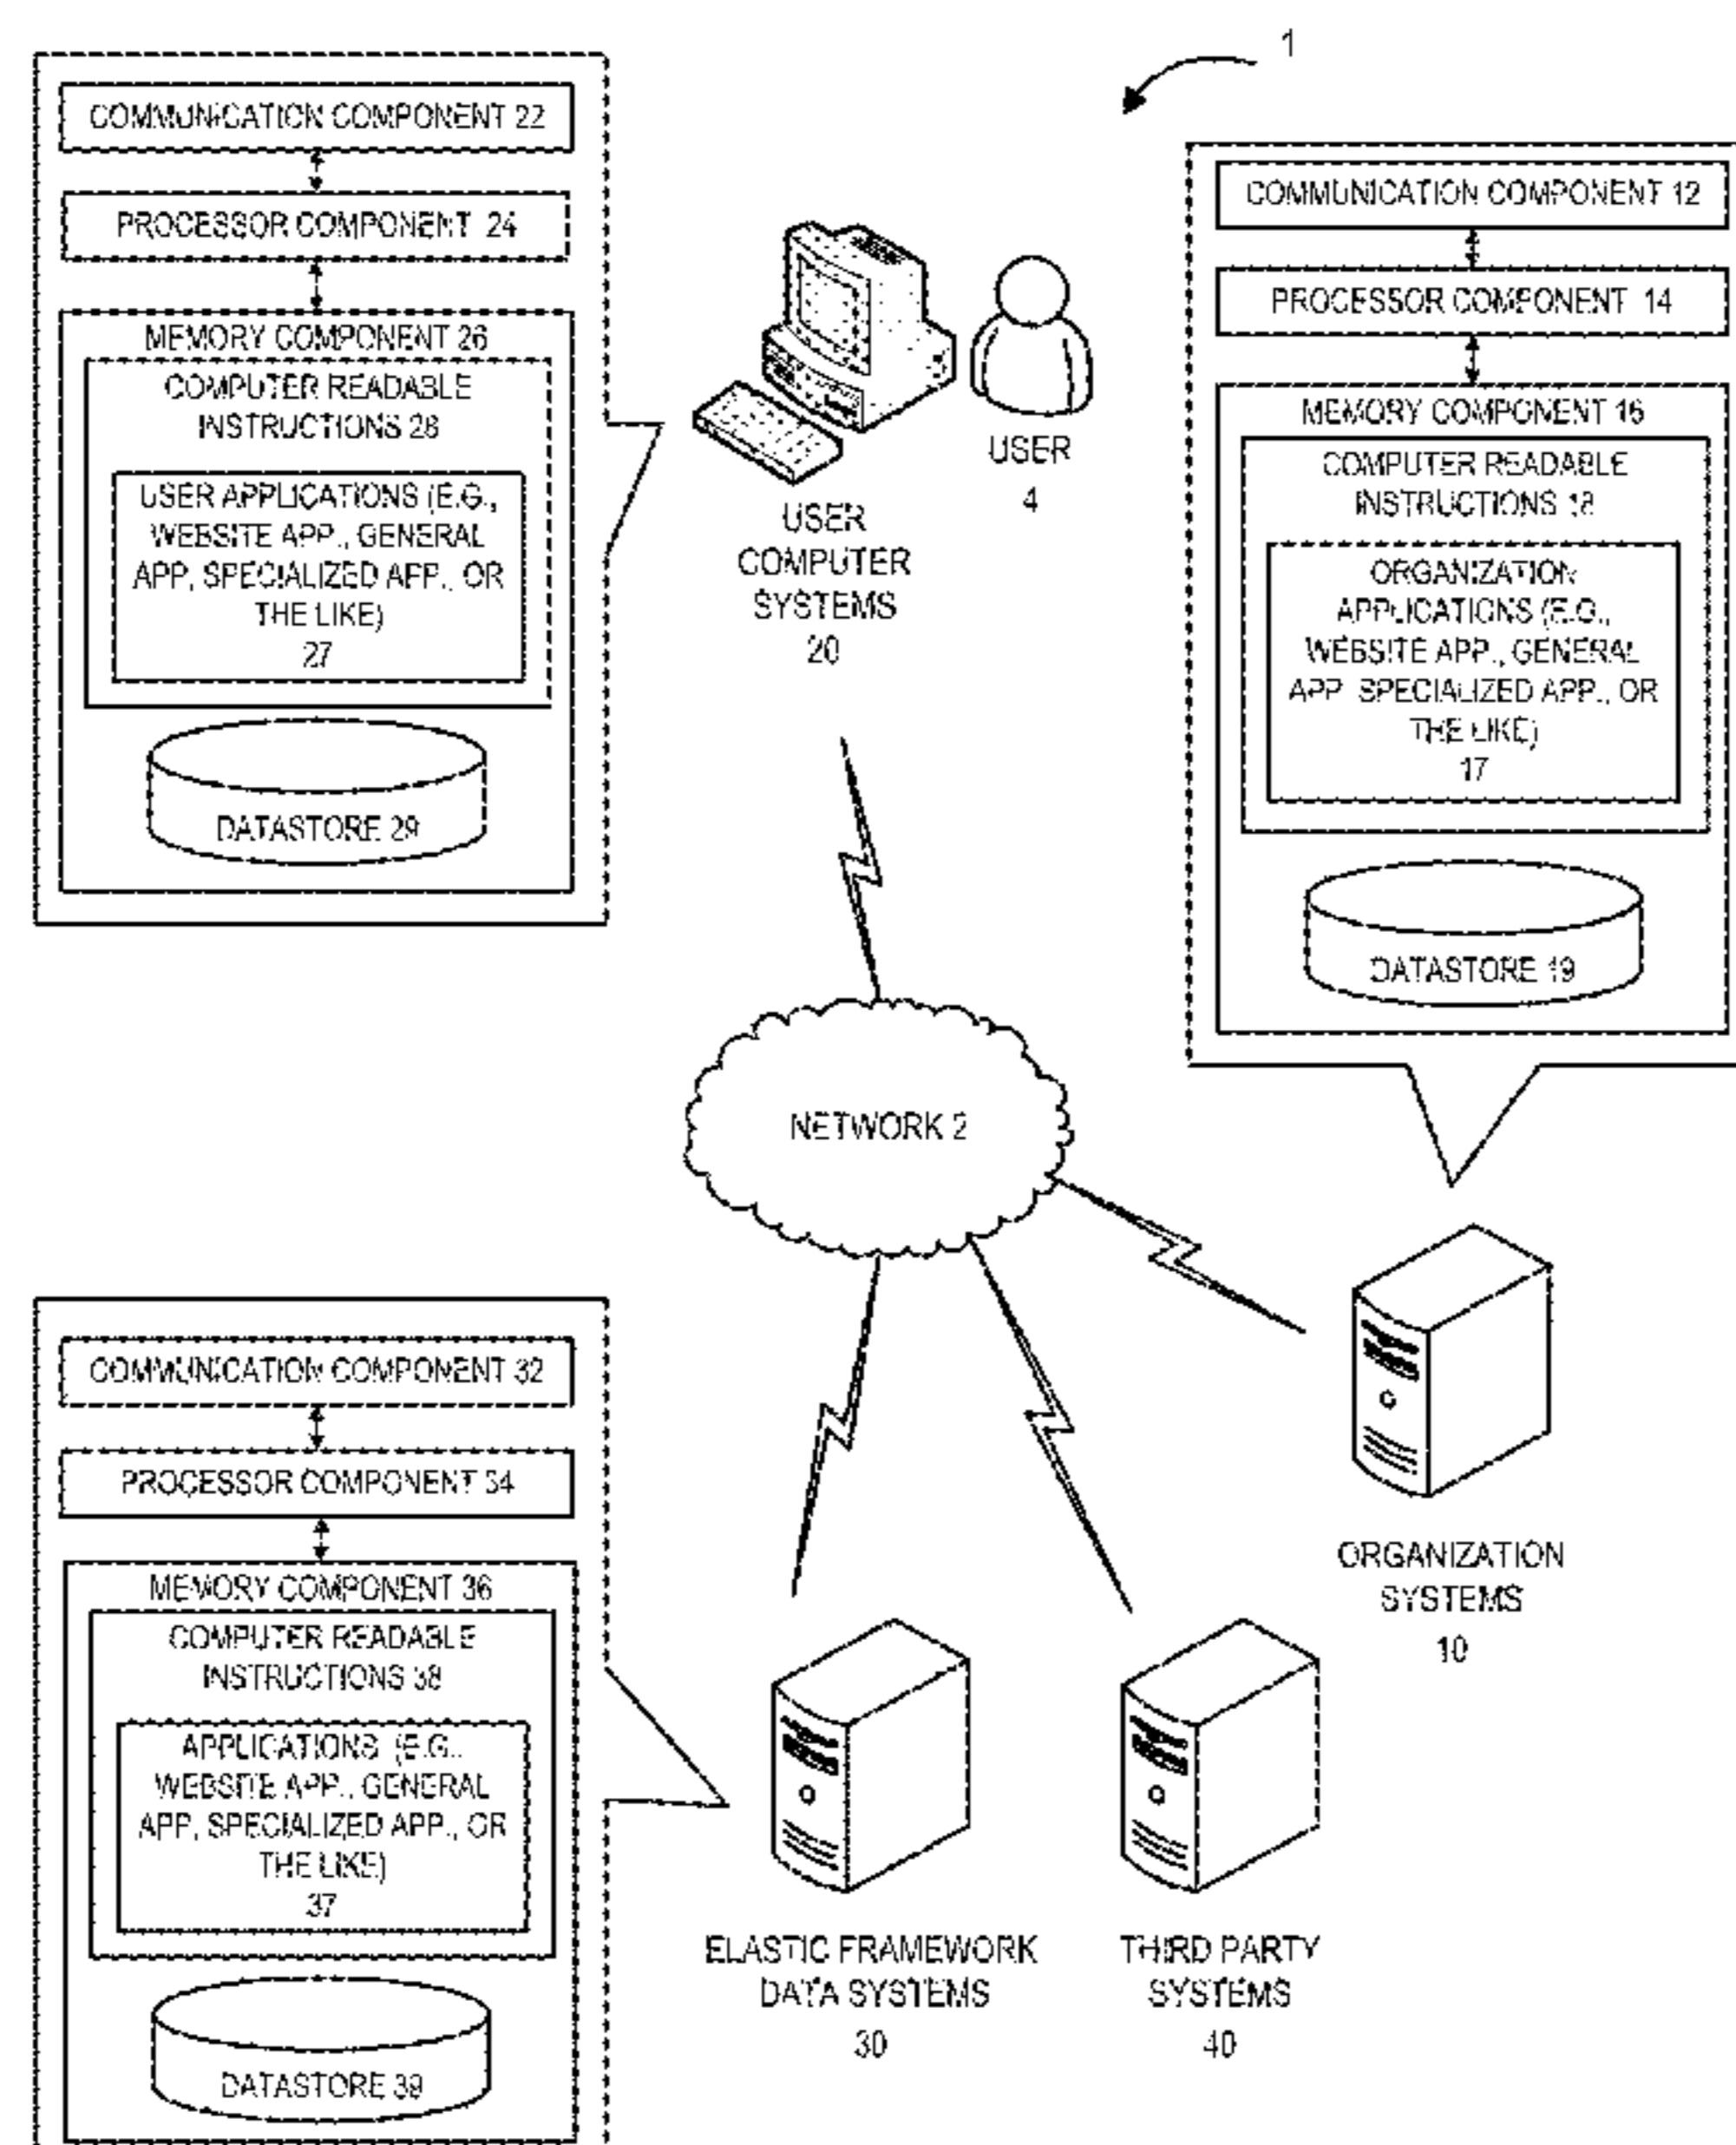 1
COMMUNICATION COMPONENT 22
PROCESSOR COMPONENT 24
MEMORY COMPONENT 26
COMPUTER READABLE
INSTRUCTIONS 28
USER APPLICATIONS (E.G.,
WEBSITE APP., GENERAL
APP, SPECIALIZED APP., OR
THE LIKE)
27
DATASTORE 29
USER
COMPUTER
SYSTEMS
20
USER
4
COMMUNICATION COMPONENT 12
PROCESSOR COMPONENT 14
MEMORY COMPONENT 16
COMPUTER READABLE
INSTRUCTIONS 18
ORGANIZATION
APPLICATIONS (E.G.,
WEBSITE APP., GENERAL
APP SPECIALIZED APP., OR
THE LIKE)
17
DATASTORE 19
NETWORK 2
ORGANIZATION
SYSTEMS
10
COMMUNICATION COMPONENT 32
PROCESSOR COMPONENT 34
MEMORY COMPONENT 36
COMPUTER READABLE
INSTRUCTIONS 38
APPLICATIONS (E.G.,
WEBSITE APP., GENERAL
APP, SPECIALIZED APP., OR
THE LIKE)
37
DATASTORE 39
ELASTIC FRAMEWORK
DATA SYSTEMS
30
THIRD PARTY
SYSTEMS
40